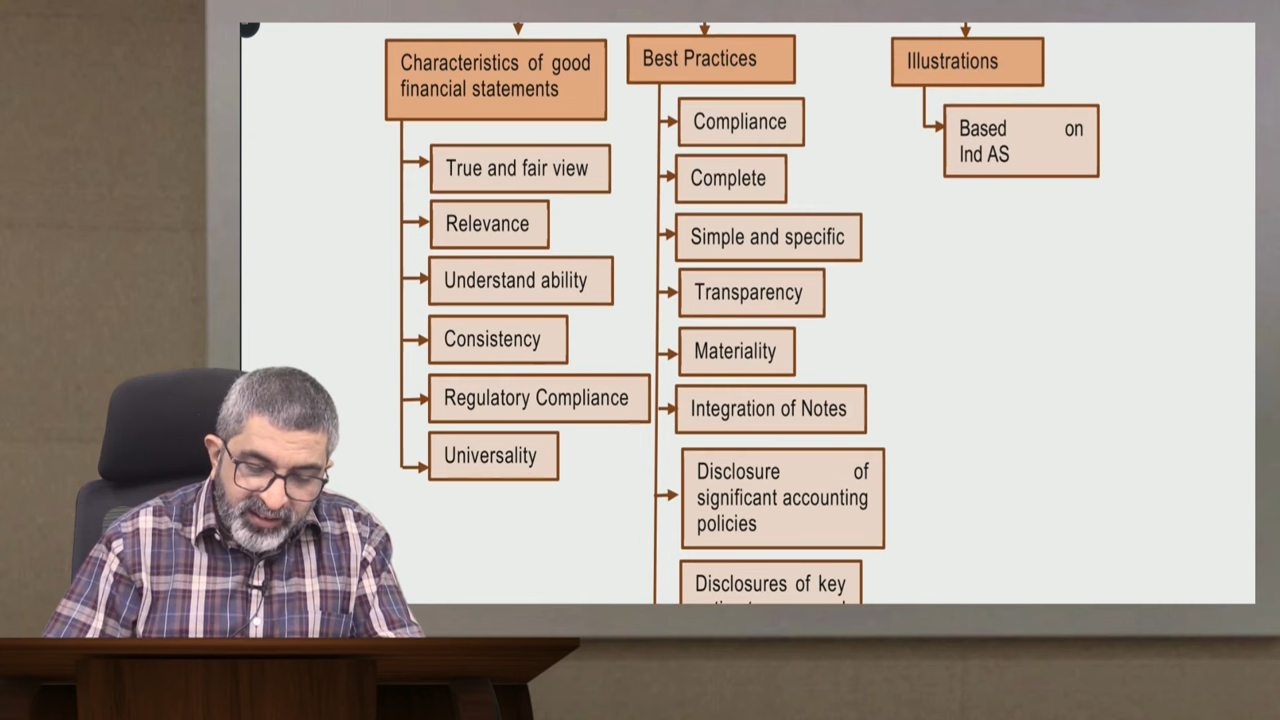 Characteristics of good
financial statements
True and fair view
Relevance
Understand ability
Consistency
Regulatory Compliance
Universality
Best Practices
Compliance
Complete
Simple and specific
Transparency
Materiality
Integration of Notes
Disclosure of
significant accounting
policies
Disclosures of key
Illustrations
Based on
Ind AS